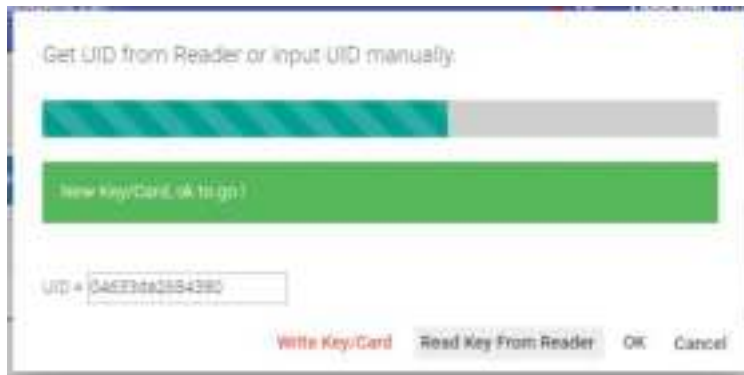 Get UID from Reader or input UID manually.
New Key/Card, ok to go !
UID *
Write Key/Card Read Key From Reader OK Cancel